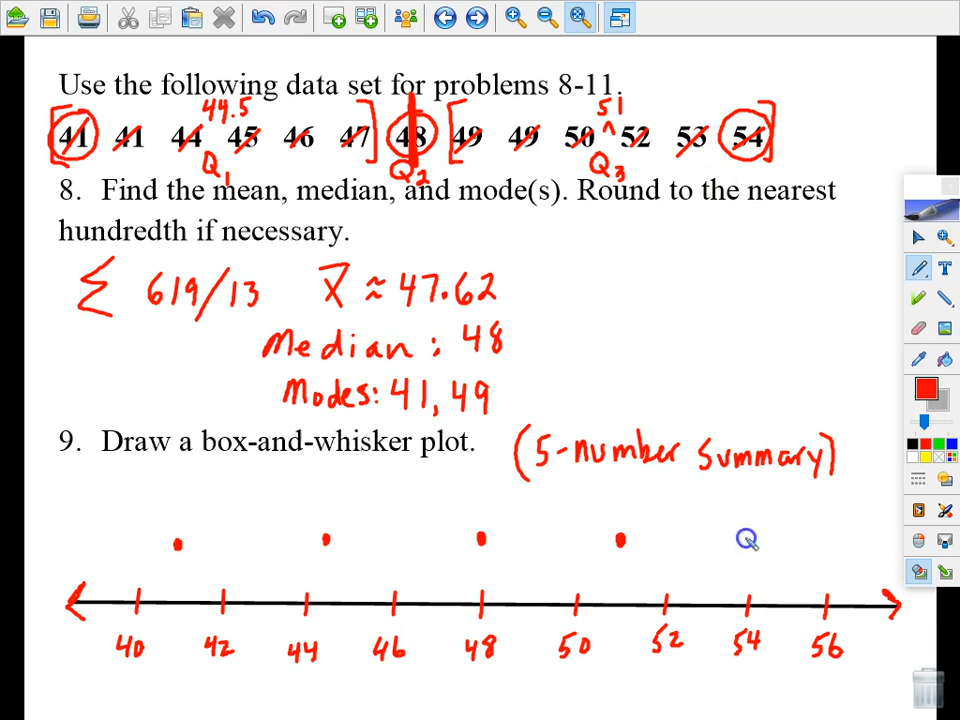 Use the following data set for problems 8-11.
44.5 51
[41 41 44 45 46 47] 48 [49 49 50 ^ 52 53 54]
Q1 Q2 Q3
8. Find the mean, median, and mode(s). Round to the nearest
hundredth if necessary.
Σ 619/13 x̅ ≈ 47.62
Median: 48
Modes: 41, 49
9. Draw a box-and-whisker plot. (5-number summary)
40 42 44 46 48 50 52 54 56